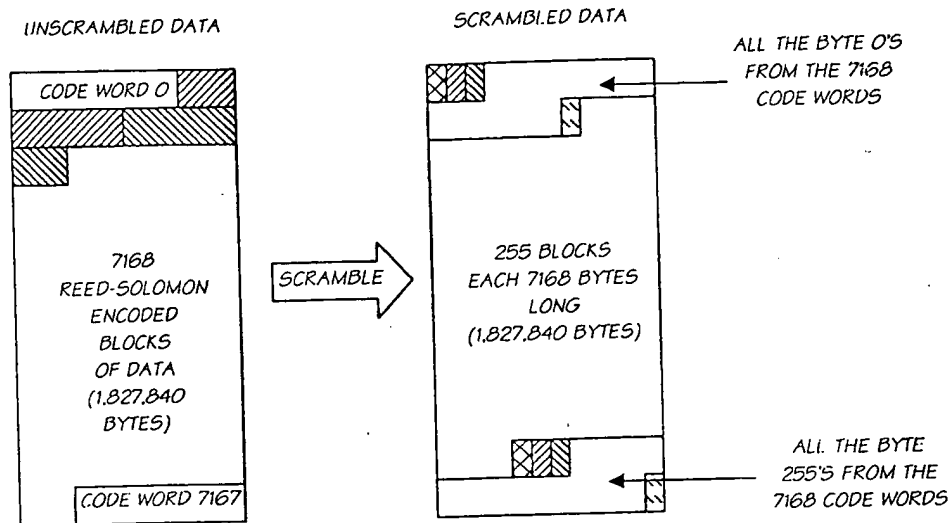 UNSCRAMBLED DATA
CODE WORD 0
7168
REED-SOLOMON
ENCODED
BLOCKS
OF DATA
(1,827,840
BYTES)
CODE WORD 7167
SCRAMBLE
SCRAMBLED DATA
255 BLOCKS
EACH 7168 BYTES
LONG
(1,827,840 BYTES)
ALL THE BYTE 0'S
FROM THE 7168
CODE WORDS
ALL THE BYTE
255'S FROM THE
7168 CODE WORDS